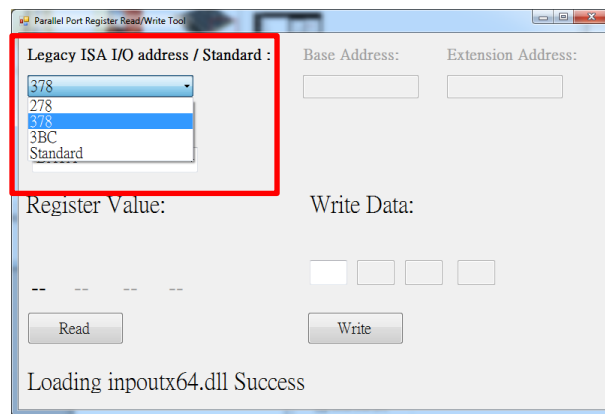 Parallel Port Register Read/Write Tool
Legacy ISA I/O address / Standard :
Base Address:
Extension Address:
378
278
378
3BC
Standard
Register Value:
Write Data:
-- -- -- --
Read
Write
Loading inpoutx64.dll Success